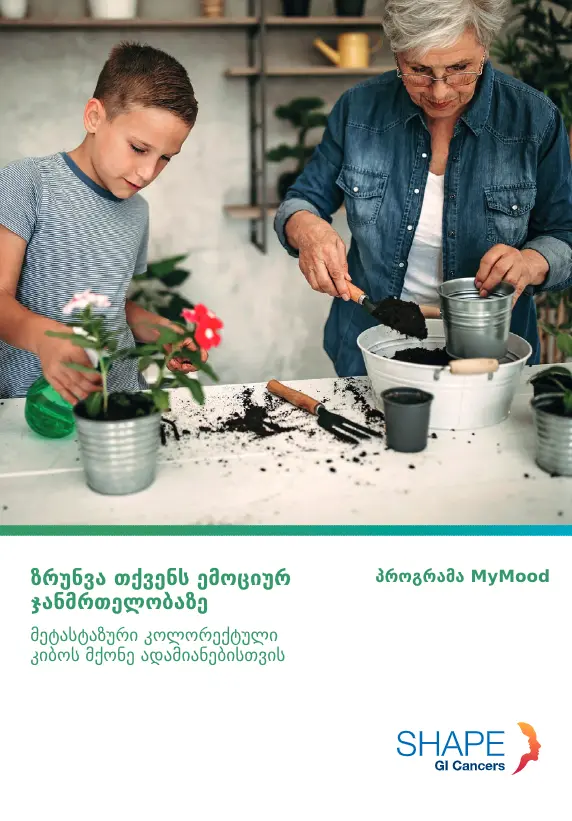 ზრუნვა თქვენს ემოციურ
ჯანმრთელობაზე
პროგრამა MyMood
მეტასტაზური კოლორექტული
კიბოს მქონე ადამიანებისთვის
SHAPE
GI Cancers